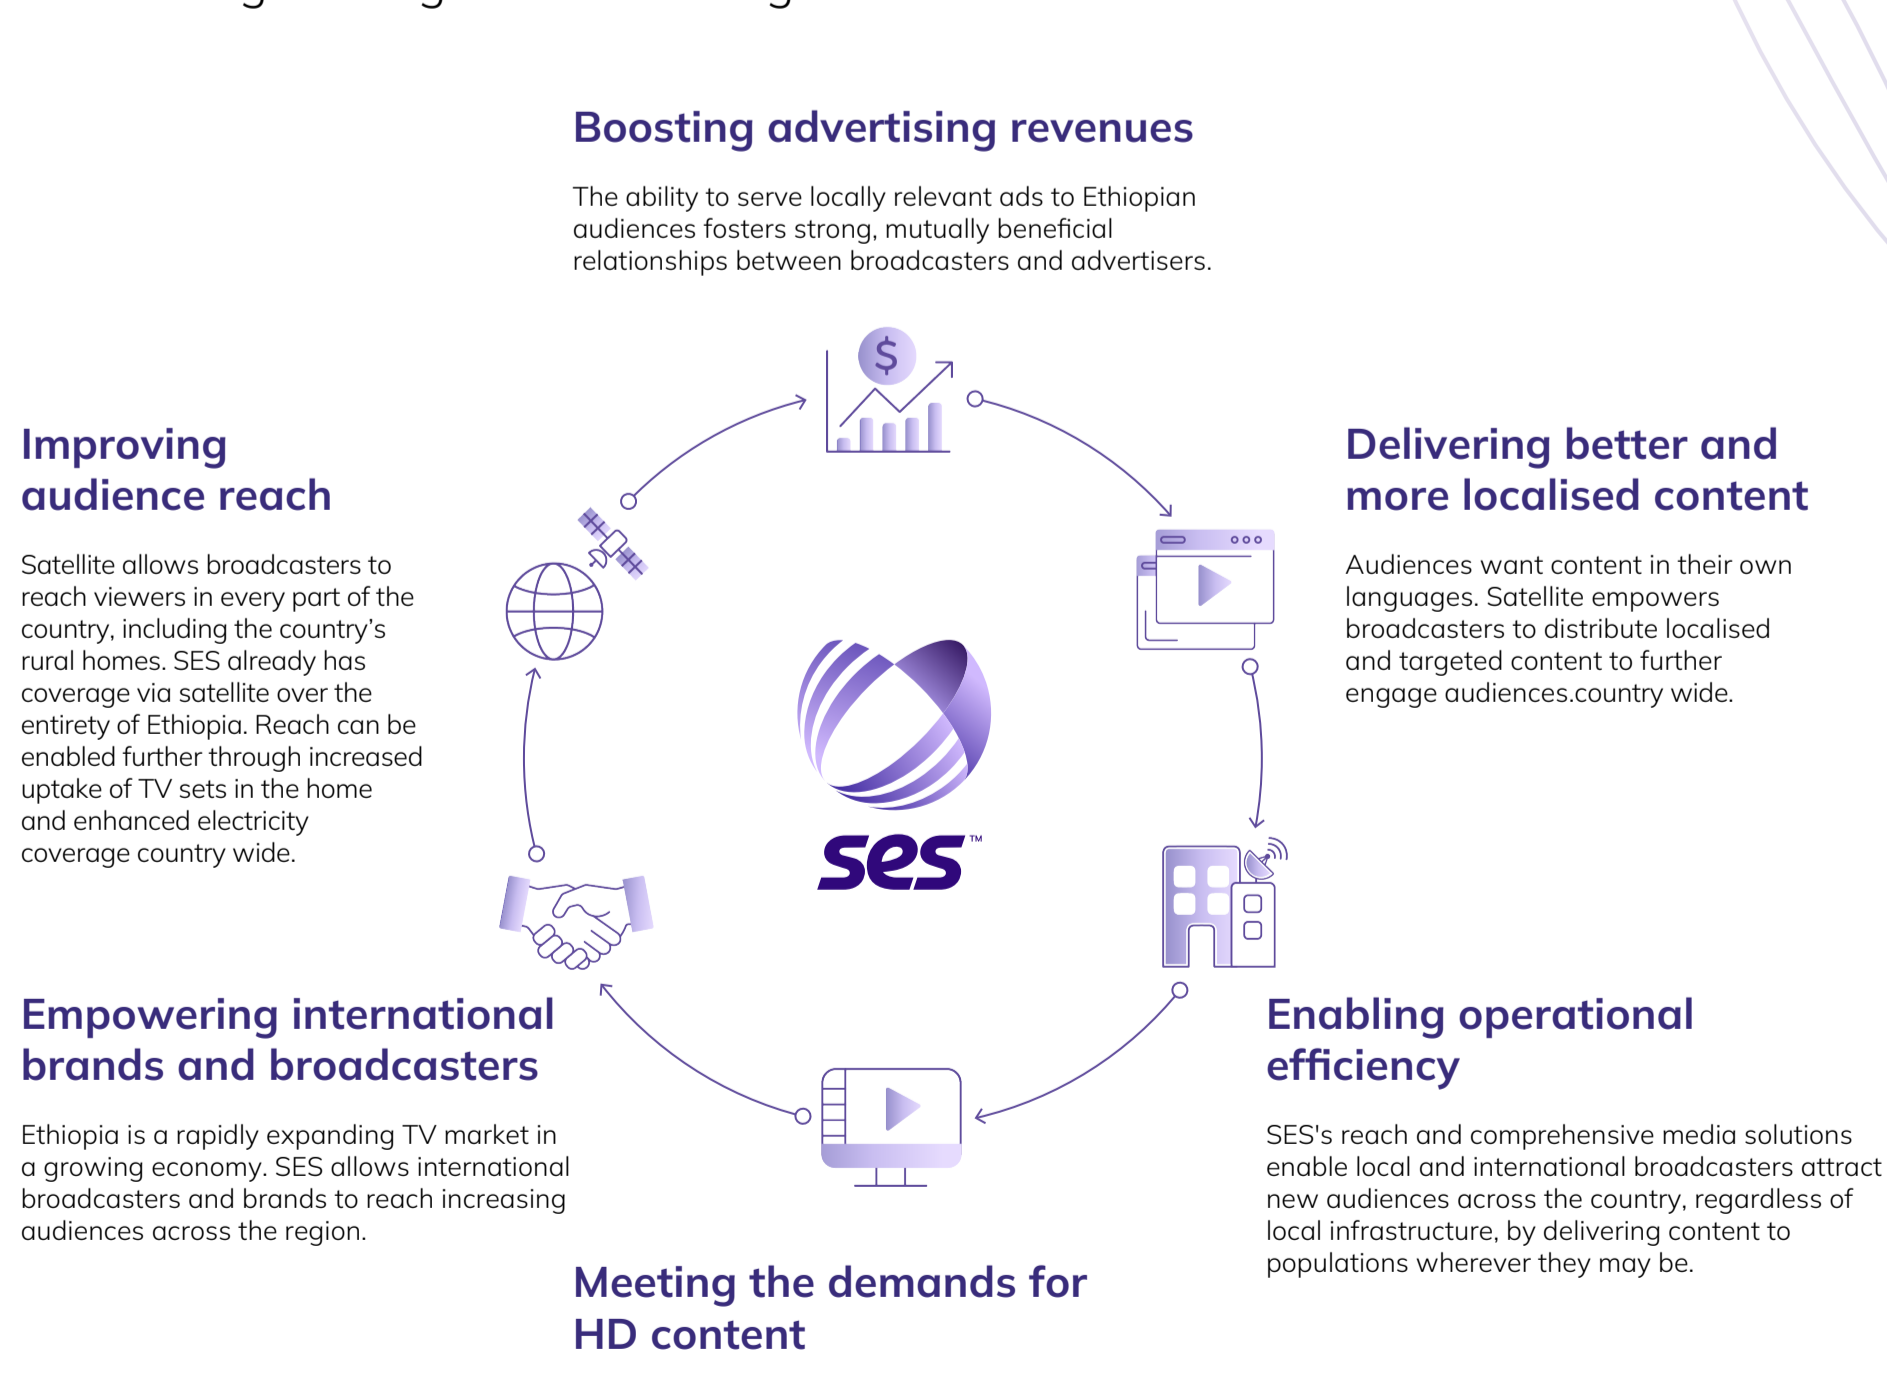 Boosting advertising revenues
The ability to serve locally relevant ads to Ethiopian
audiences fosters strong, mutually beneficial
relationships between broadcasters and advertisers.
$
Improving
audience reach
Satellite allows broadcasters to
reach viewers in every part of the
country, including the country’s
rural homes. SES already has
coverage via satellite over the
entirety of Ethiopia. Reach can be
enabled further through increased
uptake of TV sets in the home
and enhanced electricity
coverage country wide.
Delivering better and
more localised content
Audiences want content in their own
languages. Satellite empowers
broadcasters to distribute localised
and targeted content to further
engage audiences.country wide.
ses™
Empowering international
brands and broadcasters
Ethiopia is a rapidly expanding TV market in
a growing economy. SES allows international
broadcasters and brands to reach increasing
audiences across the region.
Enabling operational
efficiency
SES's reach and comprehensive media solutions
enable local and international broadcasters attract
new audiences across the country, regardless of
local infrastructure, by delivering content to
populations wherever they may be.
Meeting the demands for
HD content